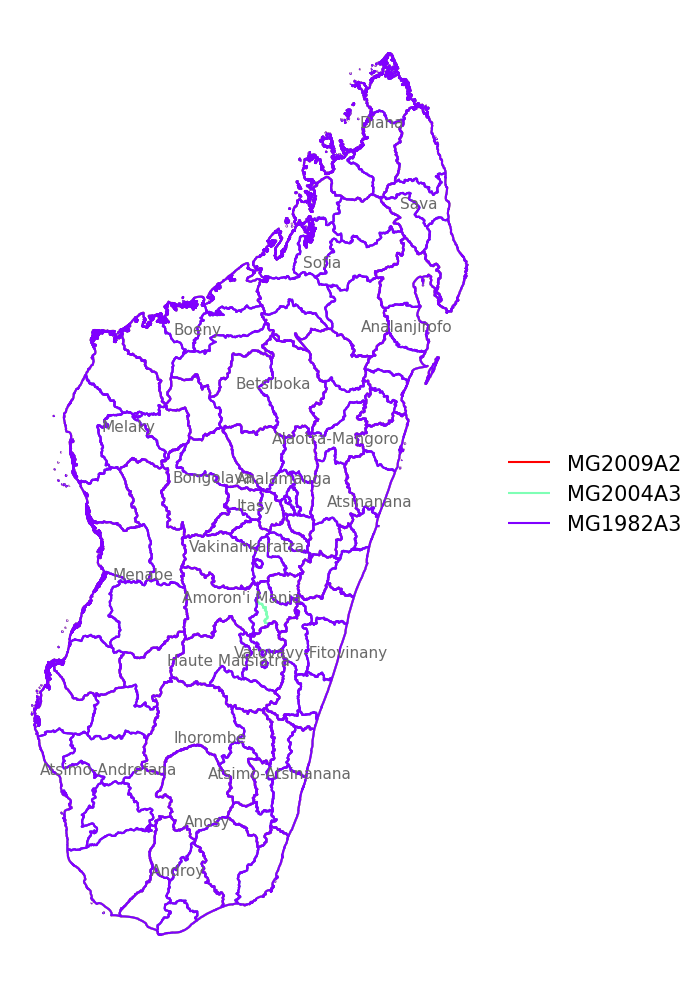 Diana
Sava
Sofia
Analanjirofo
Boeny
Betsiboka
Melaky
Alaotra-Mangoro
Bongolava
Analamanga
Itasy
Atsinanana
Vakinankaratra
Menabe
Amoron'i Mania
Vatovavy-Fitovinany
Haute Matsiatra
Ihorombe
Atsimo-Andrefana
Atsimo-Atsinanana
Anosy
Androy
MG2009A2
MG2004A3
MG1982A3